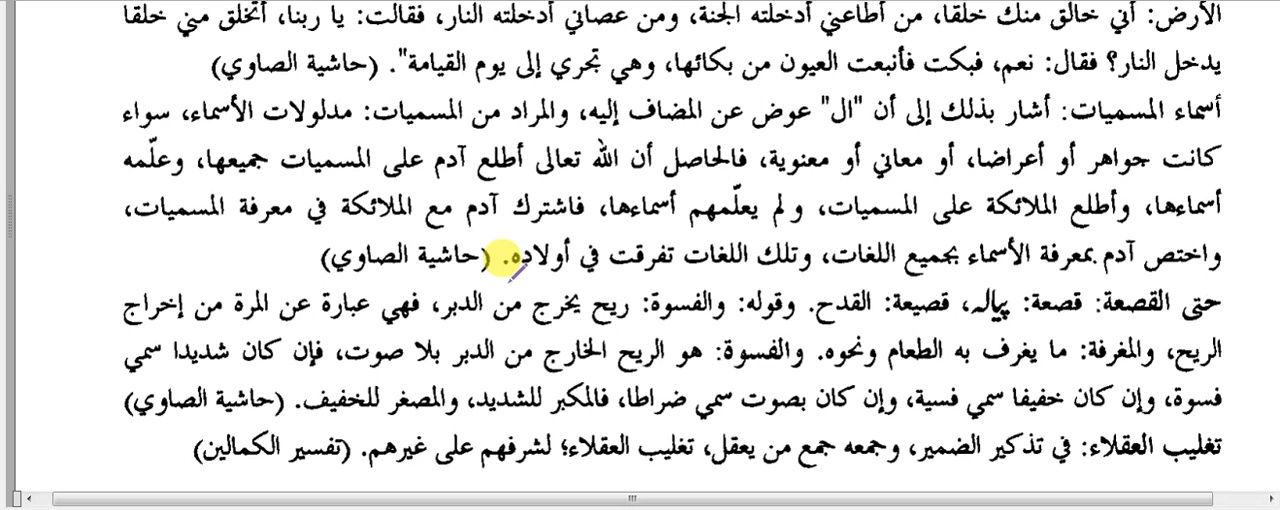 الأرض: أني خالق منك خلقا، من أطاعني أدخلته الجنة، ومن عصاني أدخلته النار، فقالت: يا ربنا، أتخلق مني خلقا
يدخل النار؟ فقال: نعم، فبكت فأنبعت العيون من بكائها، وهي تجري إلى يوم القيامة". (حاشية الصاوي)
أسماء المسميات: أشار بذلك إلى أن "ال" عوض عن المضاف إليه، والمراد من المسميات: مدلولات الأسماء، سواء
كانت جواهر أو أعراضا، أو معاني أو معنوية، فالحاصل أن الله تعالى أطلع آدم على المسميات جميعها، وعلّمه
أسماءها، وأطلع الملائكة على المسميات، ولم يعلّمهم أسماءها، فاشترك آدم مع الملائكة في معرفة المسميات،
واختص آدم بمعرفة الأسماء بجميع اللغات، وتلك اللغات تفرقت في أولاده. (حاشية الصاوي)
حتى القصعة: قصعة: پياله، قصيعة: القدح. وقوله: والفسوة: ريح يخرج من الدبر، فهي عبارة عن المرة من إخراج
الريح، والمغرفة: ما يغرف به الطعام ونحوه. والفسوة: هو الريح الخارج من الدبر بلا صوت، فإن كان شديدا سمي
فسوة، وإن كان خفيفا سمي فسية، وإن كان بصوت سمي ضراطا، فالمكبر للشديد، والمصغر للخفيف. (حاشية الصاوي)
تغليب العقلاء: في تذكير الضمير، وجمعه جمع من يعقل، تغليب العقلاء؛ لشرفهم على غيرهم. (تفسير الكمالين)